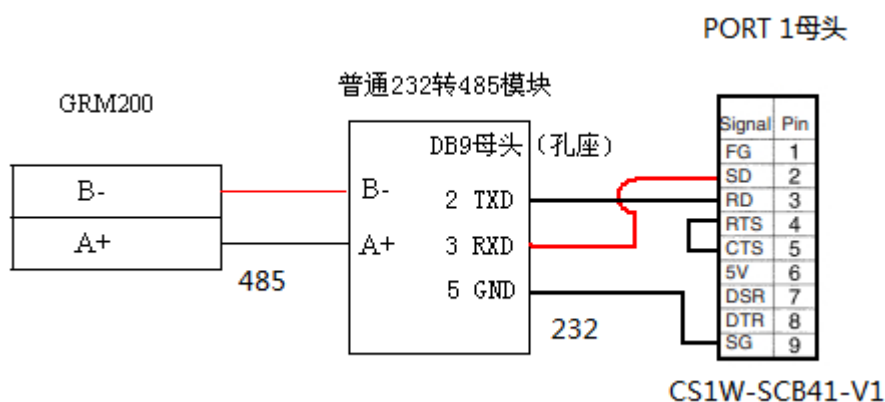 PORT 1母头
普通232转485模块
GRM200
DB9母头（孔座）
Signal Pin
FG 1
B- B- 2 TXD SD 2
RD 3
RTS 4
A+ A+ 3 RXD CTS 5
5V 6
485 5 GND DSR 7
DTR 8
232 SG 9
CS1W-SCB41-V1